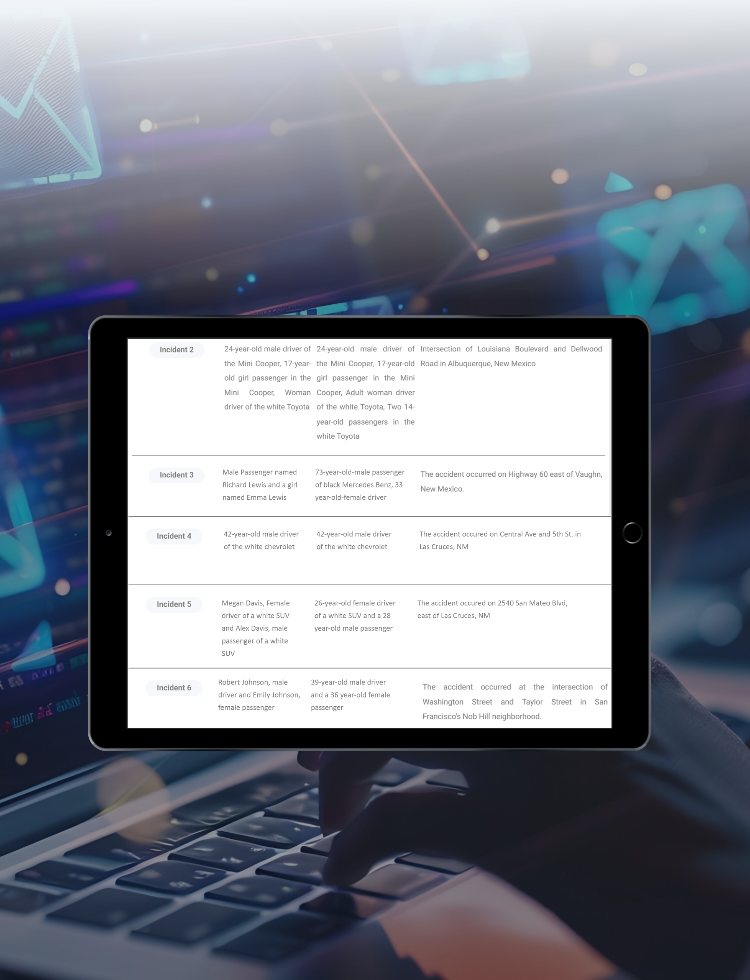 Incident 2
24-year-old male driver of
the Mini Cooper, 17-year-
old girl passenger in the
Mini Cooper, Woman
driver of the white Toyota
24-year-old male driver of
the Mini Cooper, 17-year-old
girl passenger in the Mini
Cooper, Adult woman driver
of the white Toyota, Two 14-
year-old passengers in the
white Toyota
Intersection of Louisiana Boulevard and Dellwood
Road in Albuquerque, New Mexico
Incident 3
Male Passenger named
Richard Lewis and a girl
named Emma Lewis
73-year-old-male passenger
of black Mercedes Benz, 33
year-old-female driver
The accident occurred on Highway 60 east of Vaughn,
New Mexico.
Incident 4
42-year-old male driver
of the white chevrolet
42-year-old male driver
of the white chevrolet
The accident occured on Central Ave and 5th St. in
Las Cruces, NM
Incident 5
Megan Davis, Female
driver of a white SUV
and Alex Davis, male
passenger of a white
SUV
26-year-old female driver
of a white SUV and a 28
year-old male passenger
The accident occured on 2540 San Mateo Blvd,
east of Las Cruces, NM
Incident 6
Robert Johnson, male
driver and Emily Johnson,
female passenger
39-year-old male driver
and a 36 year-old female
passenger
The accident occurred at the intersection of
Washington Street and Taylor Street in San
Francisco's Nob Hill neighborhood.